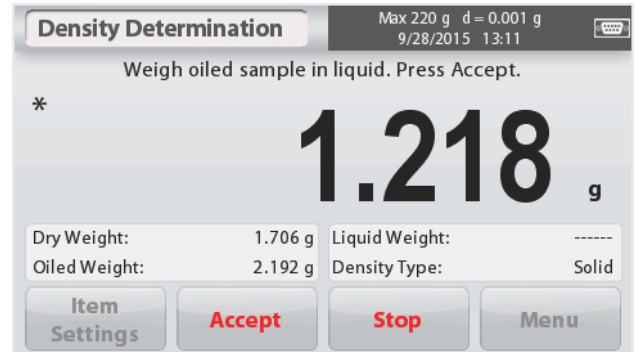 Density Determination
Max 220 g d = 0.001 g
9/28/2015 13:11
Weigh oiled sample in liquid. Press Accept.
*
1.218 g
Dry Weight: 1.706 g Liquid Weight: ------
Oiled Weight: 2.192 g Density Type: Solid
Item
Settings
Accept
Stop
Menu